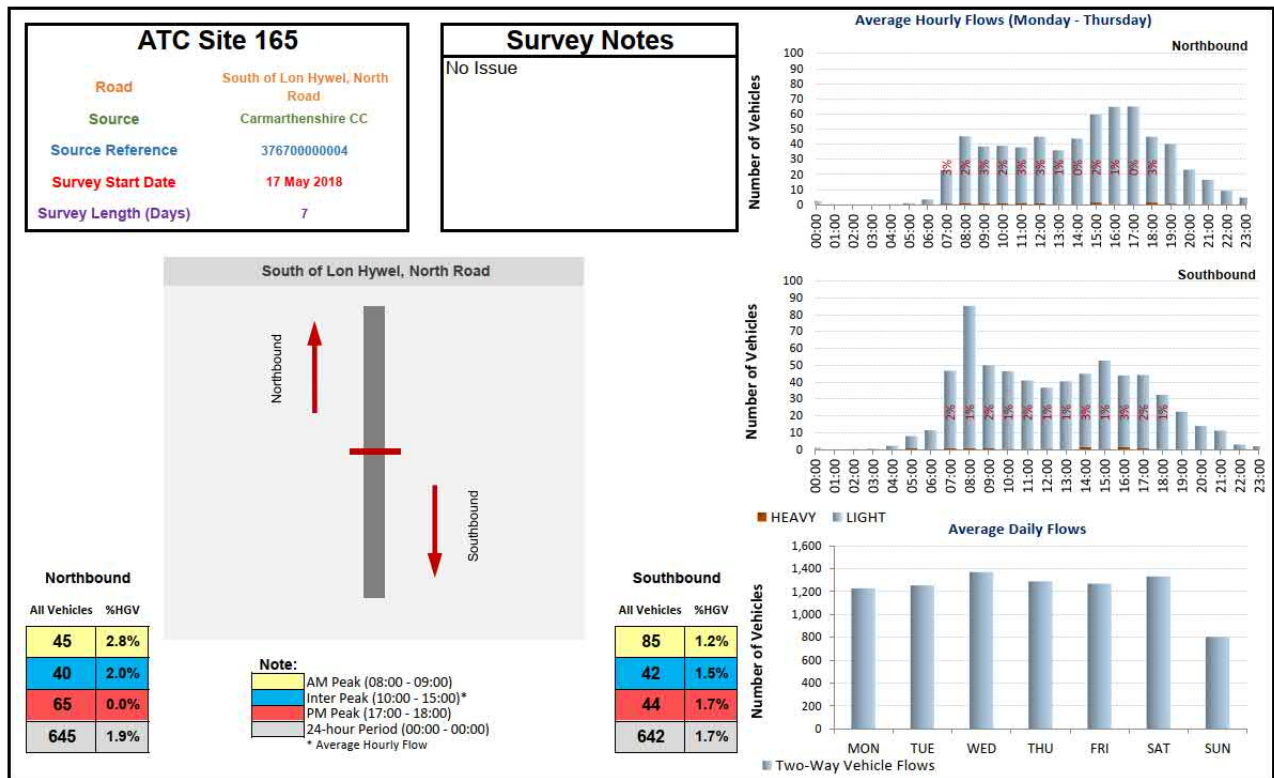 ATC Site 165
Road
South of Lon Hywel, North
Road
Source
Carmarthenshire CC
Source Reference
376700000004
Survey Start Date
17 May 2018
Survey Length (Days)
7
Survey Notes
No Issue
South of Lon Hywel, North Road
Northbound
Southbound
Northbound
All Vehicles %HGV
45 2.8%
40 2.0%
65 0.0%
645 1.9%
Note:
AM Peak (08:00 - 09:00)
Inter Peak (10:00 - 15:00)*
PM Peak (17:00 - 18:00)
24-hour Period (00:00 - 00:00)
* Average Hourly Flow
Southbound
All Vehicles %HGV
85 1.2%
42 1.5%
44 1.7%
642 1.7%
Average Hourly Flows (Monday - Thursday)
Northbound
Number of Vehicles
100
90
80
70
60
50
40
30
20
10
0
3% 2% 3% 2% 3% 3% 1% 0% 2% 1% 0% 3%
00:00 01:00 02:00 03:00 04:00 05:00 06:00 07:00 08:00 09:00 10:00 11:00 12:00 13:00 14:00 15:00 16:00 17:00 18:00 19:00 20:00 21:00 22:00 23:00
Southbound
Number of Vehicles
100
90
80
70
60
50
40
30
20
10
0
2% 1% 2% 1% 2% 1% 1% 3% 1% 3% 2% 1%
00:00 01:00 02:00 03:00 04:00 05:00 06:00 07:00 08:00 09:00 10:00 11:00 12:00 13:00 14:00 15:00 16:00 17:00 18:00 19:00 20:00 21:00 22:00 23:00
HEAVY LIGHT
Average Daily Flows
Number of Vehicles
1,600
1,400
1,200
1,000
800
600
400
200
0
MON TUE WED THU FRI SAT SUN
Two-Way Vehicle Flows